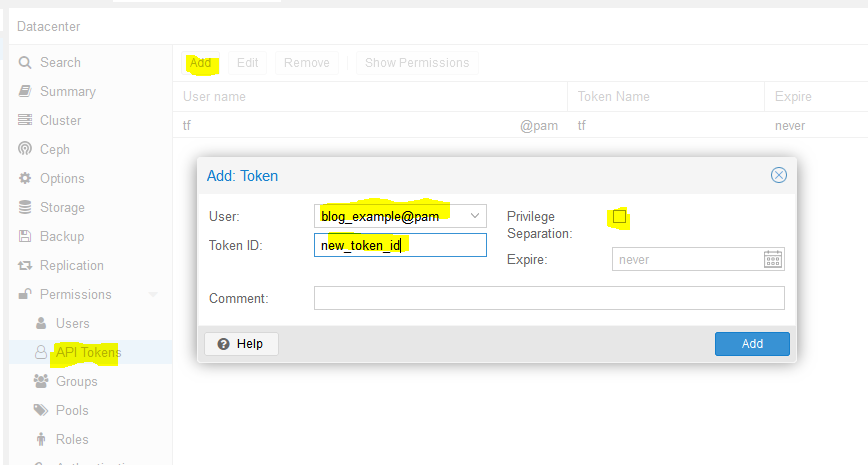 Datacenter
Search
Summary
Cluster
Ceph
Options
Storage
Backup
Replication
Permissions
Users
API Tokens
Groups
Pools
Roles
Add Edit Remove Show Permissions
User name Token Name Expire
tf @pam tf never
Add: Token
User: blog_example@pam Privilege
Separation:
Token ID: new_token_id
Expire: never
Comment:
Help Add